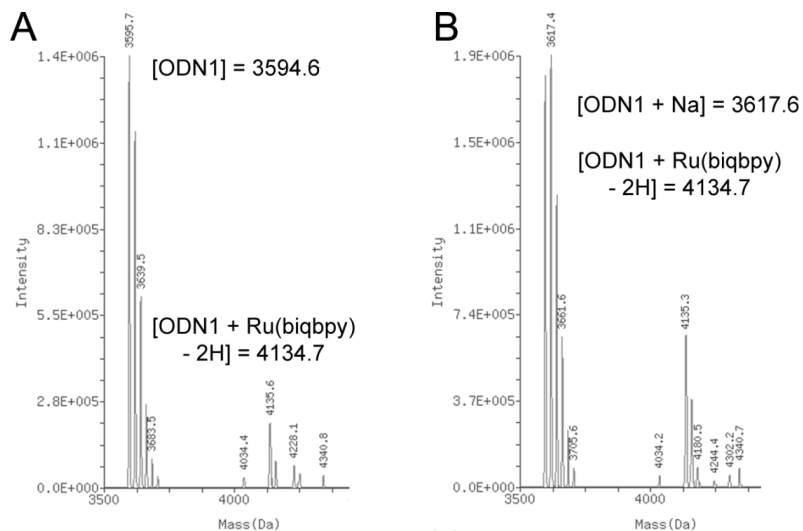 A
3595.7
1.4E+006
[ODN1] = 3594.6
1.1E+006
8.3E+005
3639.5
Intensity
5.5E+005
[ODN1 + Ru(biqbpy)
- 2H] = 4134.7
2.8E+005
3683.5
4034.4
4135.6
4228.1
4340.8
0.0E+000
3500
4000
Mass(Da)
B
3617.4
1.9E+006
[ODN1 + Na] = 3617.6
1.5E+006
[ODN1 + Ru(biqbpy)
- 2H] = 4134.7
1.1E+006
Intensity
7.4E+005
3661.6
4135.3
3.7E+005
3705.6
4034.2
4180.5
4244.4
4302.2
4340.7
0.0E+000
3500
4000
Mass(Da)